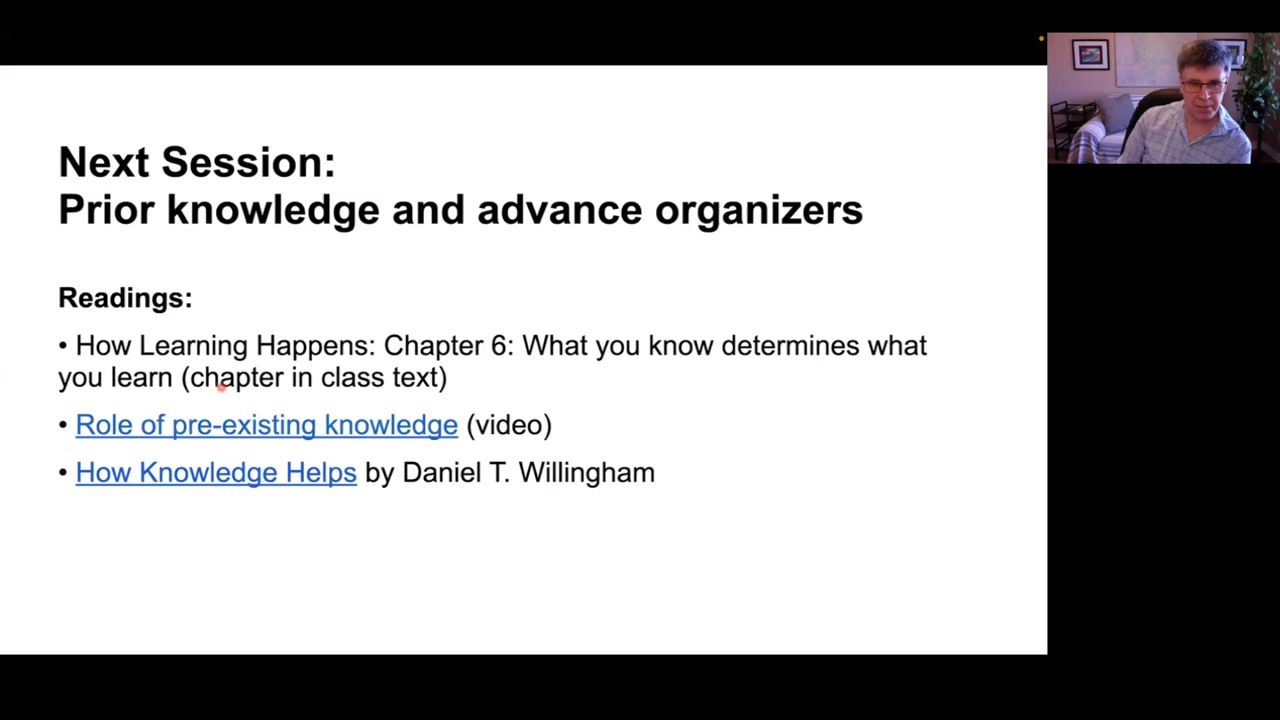 Next Session:
Prior knowledge and advance organizers
Readings:
• How Learning Happens: Chapter 6: What you know determines what
you learn (chapter in class text)
• Role of pre-existing knowledge (video)
• How Knowledge Helps by Daniel T. Willingham